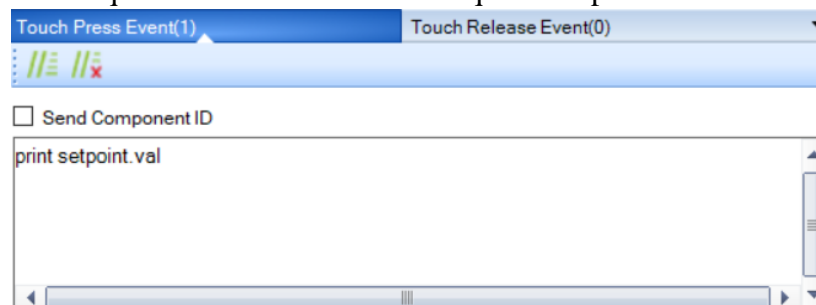 Touch Press Event(1)
Touch Release Event(0)
Send Component ID
print setpoint.val